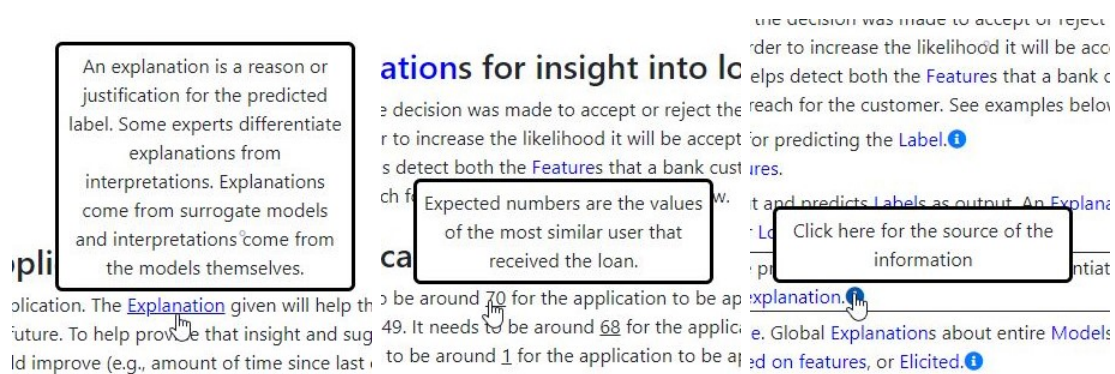 An explanation is a reason or
justification for the predicted
label. Some experts differentiate
explanations from
interpretations. Explanations
come from surrogate models
and interpretations come from
the models themselves.
plication. The Explanation given will help th
future. To help provide that insight and sug
ld improve (e.g., amount of time since last
ations for insight into lo
e decision was made to accept or reject the
r to increase the likelihood it will be accept
s detect both the Features that a bank cust
ch f w.
Expected numbers are the values
of the most similar user that
received the loan.
ca
o be around 70 for the application to be ap
49. It needs to be around 68 for the applica
to be around 1 for the application to be ap
the decision was made to accept or reject
rder to increase the likelihood it will be acc
elps detect both the Features that a bank c
reach for the customer. See examples below
for predicting the Label.
ures.
t and predicts Labels as output. An Explana
Click here for the source of the
information
explanation.
e. Global Explanations about entire Models
ed on features, or Elicited.